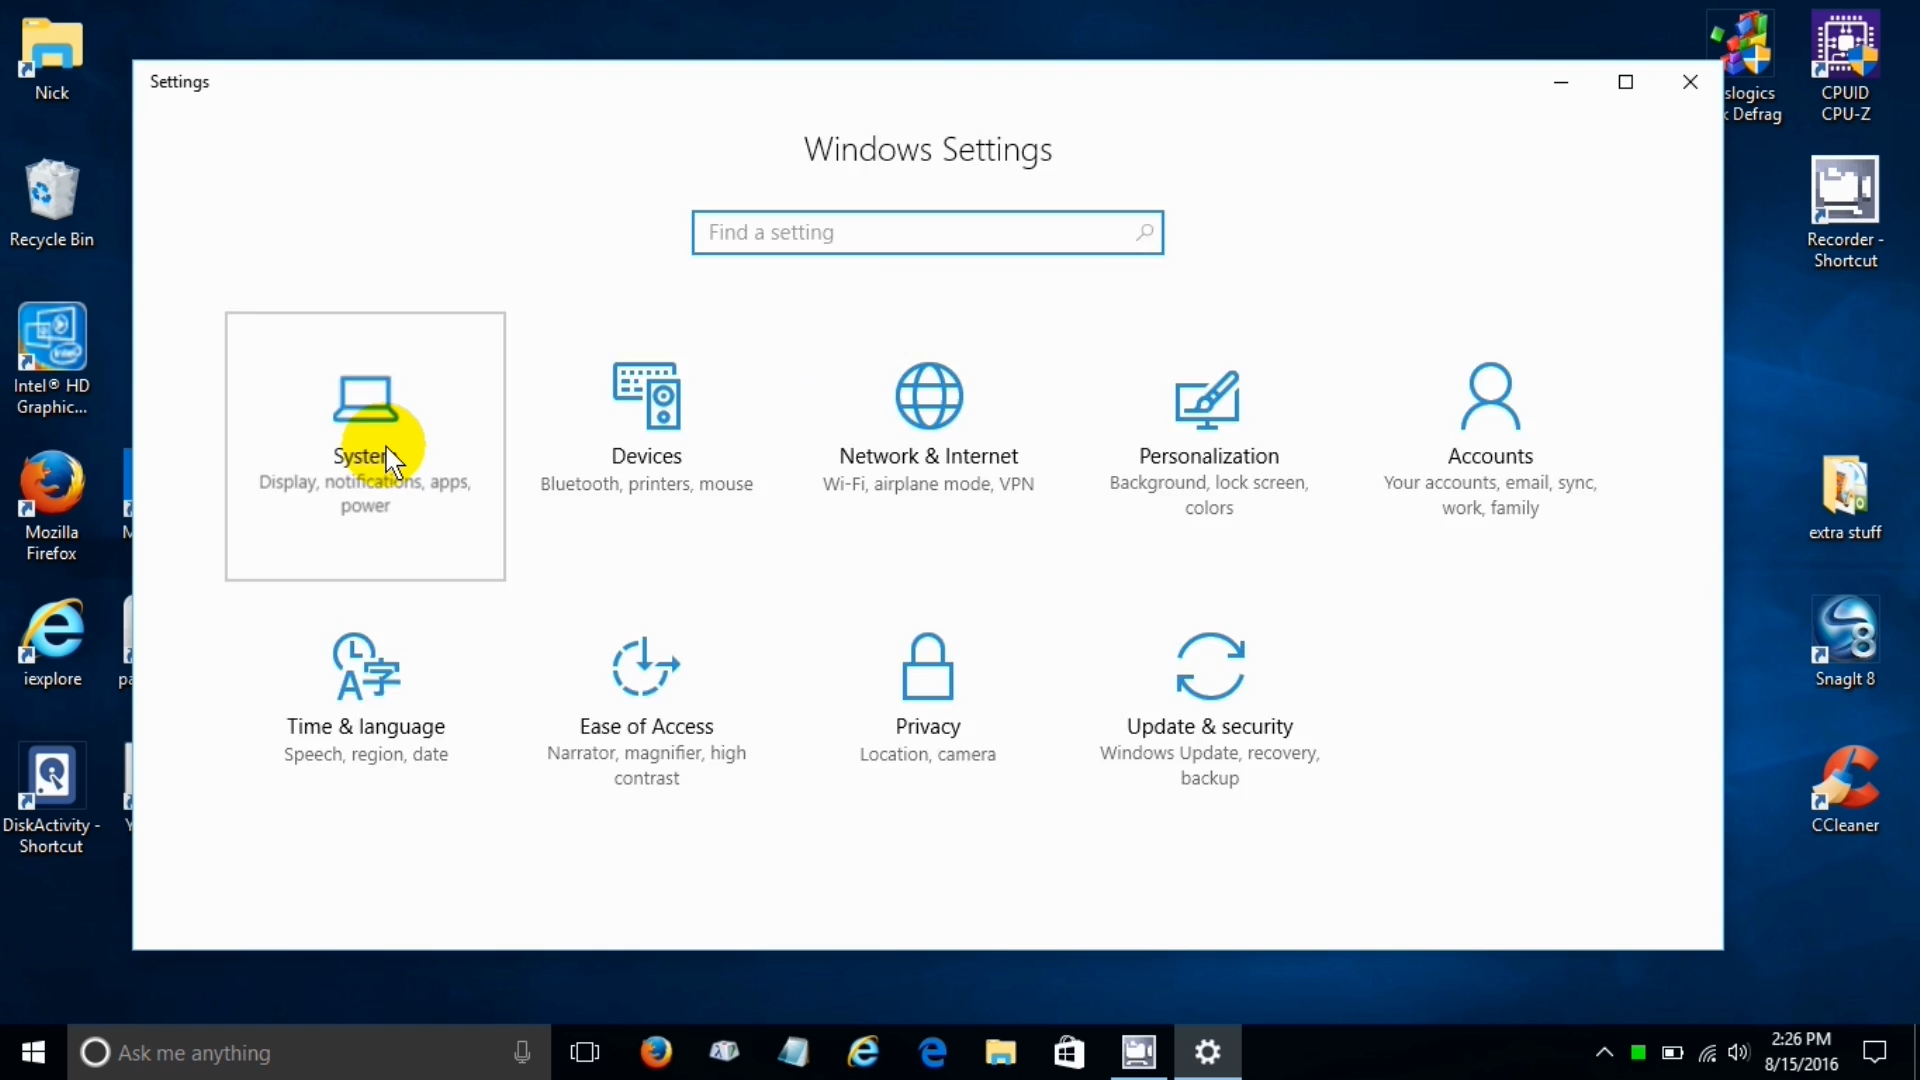 Nick
Recycle Bin
Intel® HD
Graphic...
Mozilla
Firefox
iexplore
DiskActivity -
Shortcut
Settings
Windows Settings
Find a setting
System
Display, notifications, apps,
power
Devices
Bluetooth, printers, mouse
Network & Internet
Wi-Fi, airplane mode, VPN
Personalization
Background, lock screen,
colors
Accounts
Your accounts, email, sync,
work, family
Time & language
Speech, region, date
Ease of Access
Narrator, magnifier, high
contrast
Privacy
Location, camera
Update & security
Windows Update, recovery,
backup
Defrag
CPUID
CPU-Z
Recorder -
Shortcut
extra stuff
SnagIt 8
CCleaner
Ask me anything
2:26 PM
8/15/2016